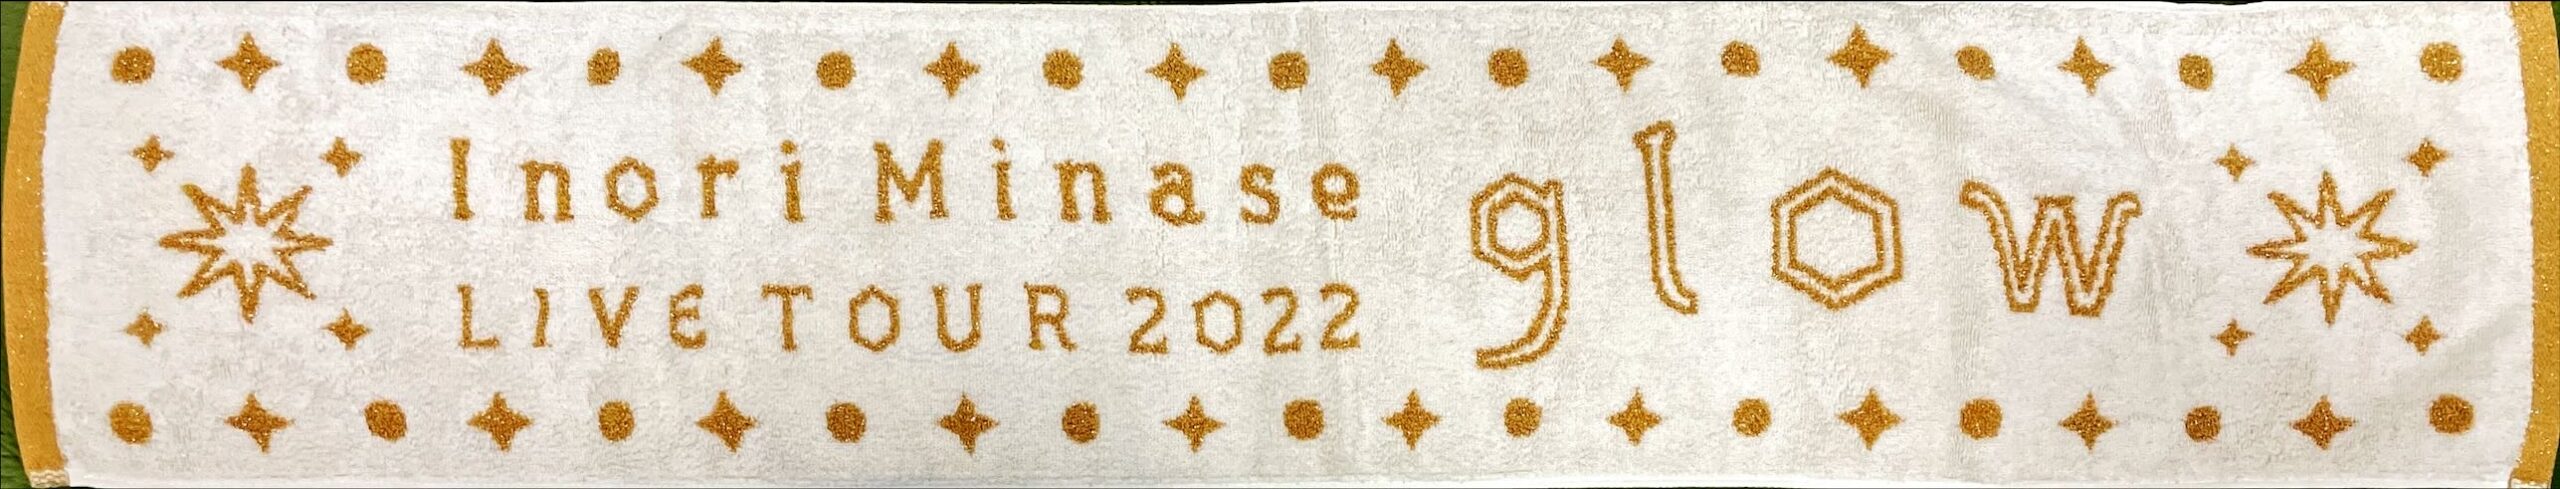 Inori Minase
LIVE TOUR 2022
glow